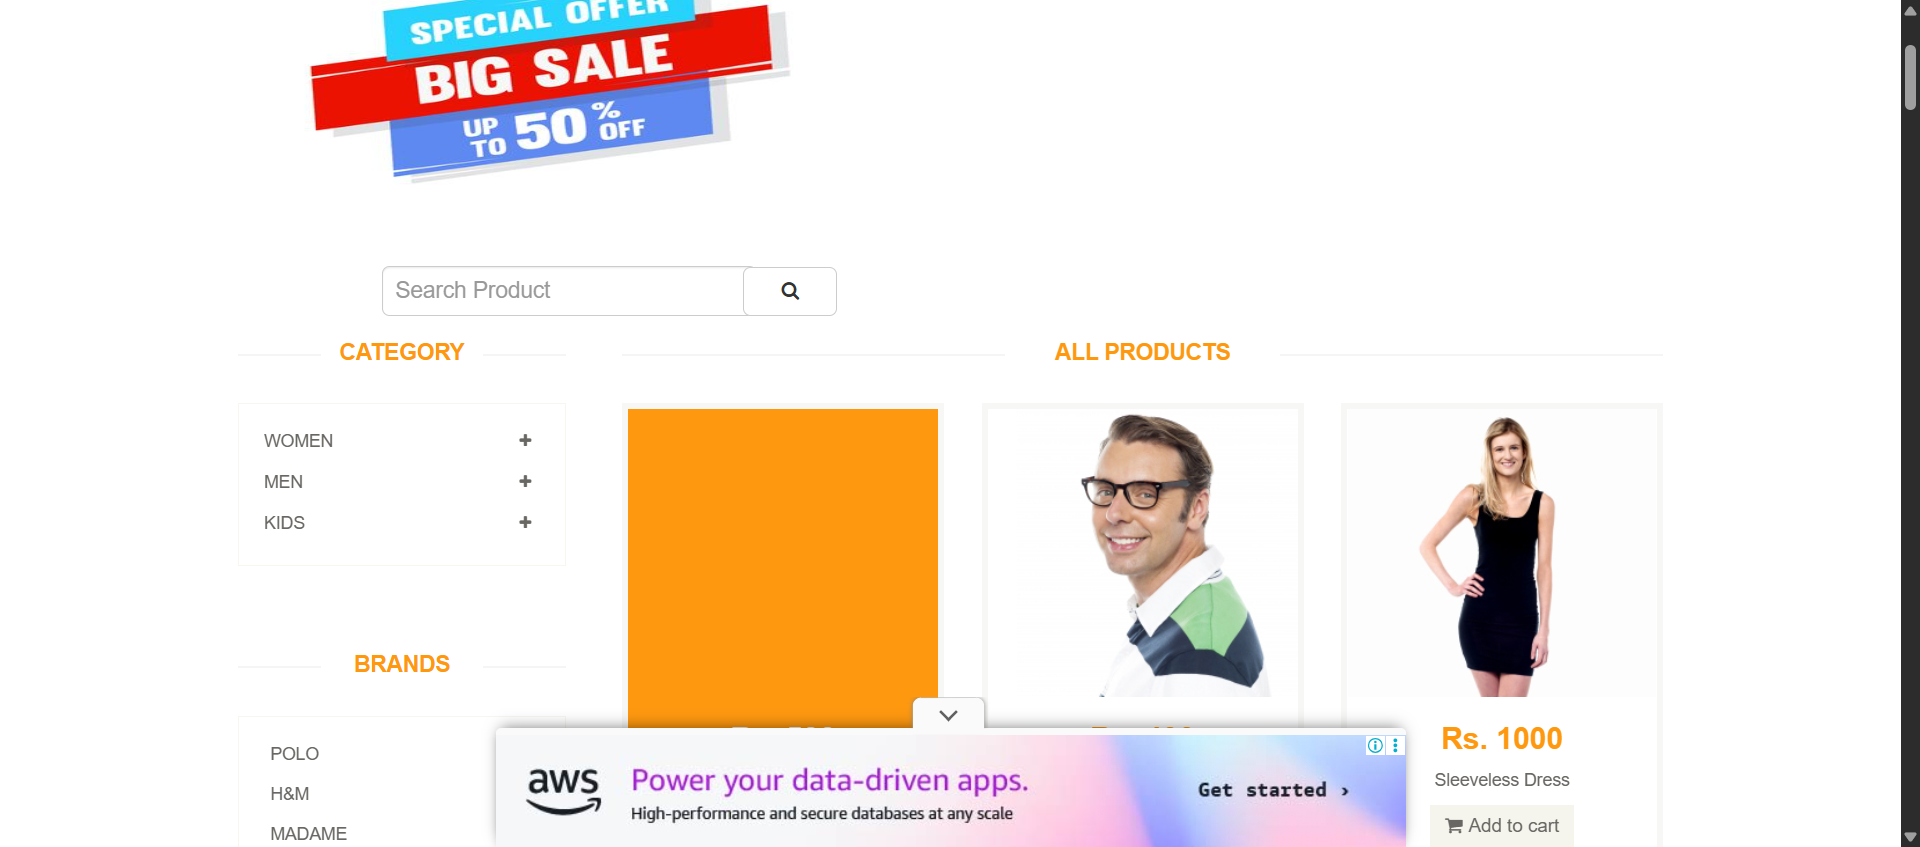 SPECIAL OFFER
BIG SALE
UP TO 50% OFF
Search Product
CATEGORY
ALL PRODUCTS
WOMEN
MEN
KIDS
BRANDS
POLO
H&M
MADAME
Rs. 1000
Sleeveless Dress
Add to cart
aws
Power your data-driven apps.
High-performance and secure databases at any scale
Get started ›